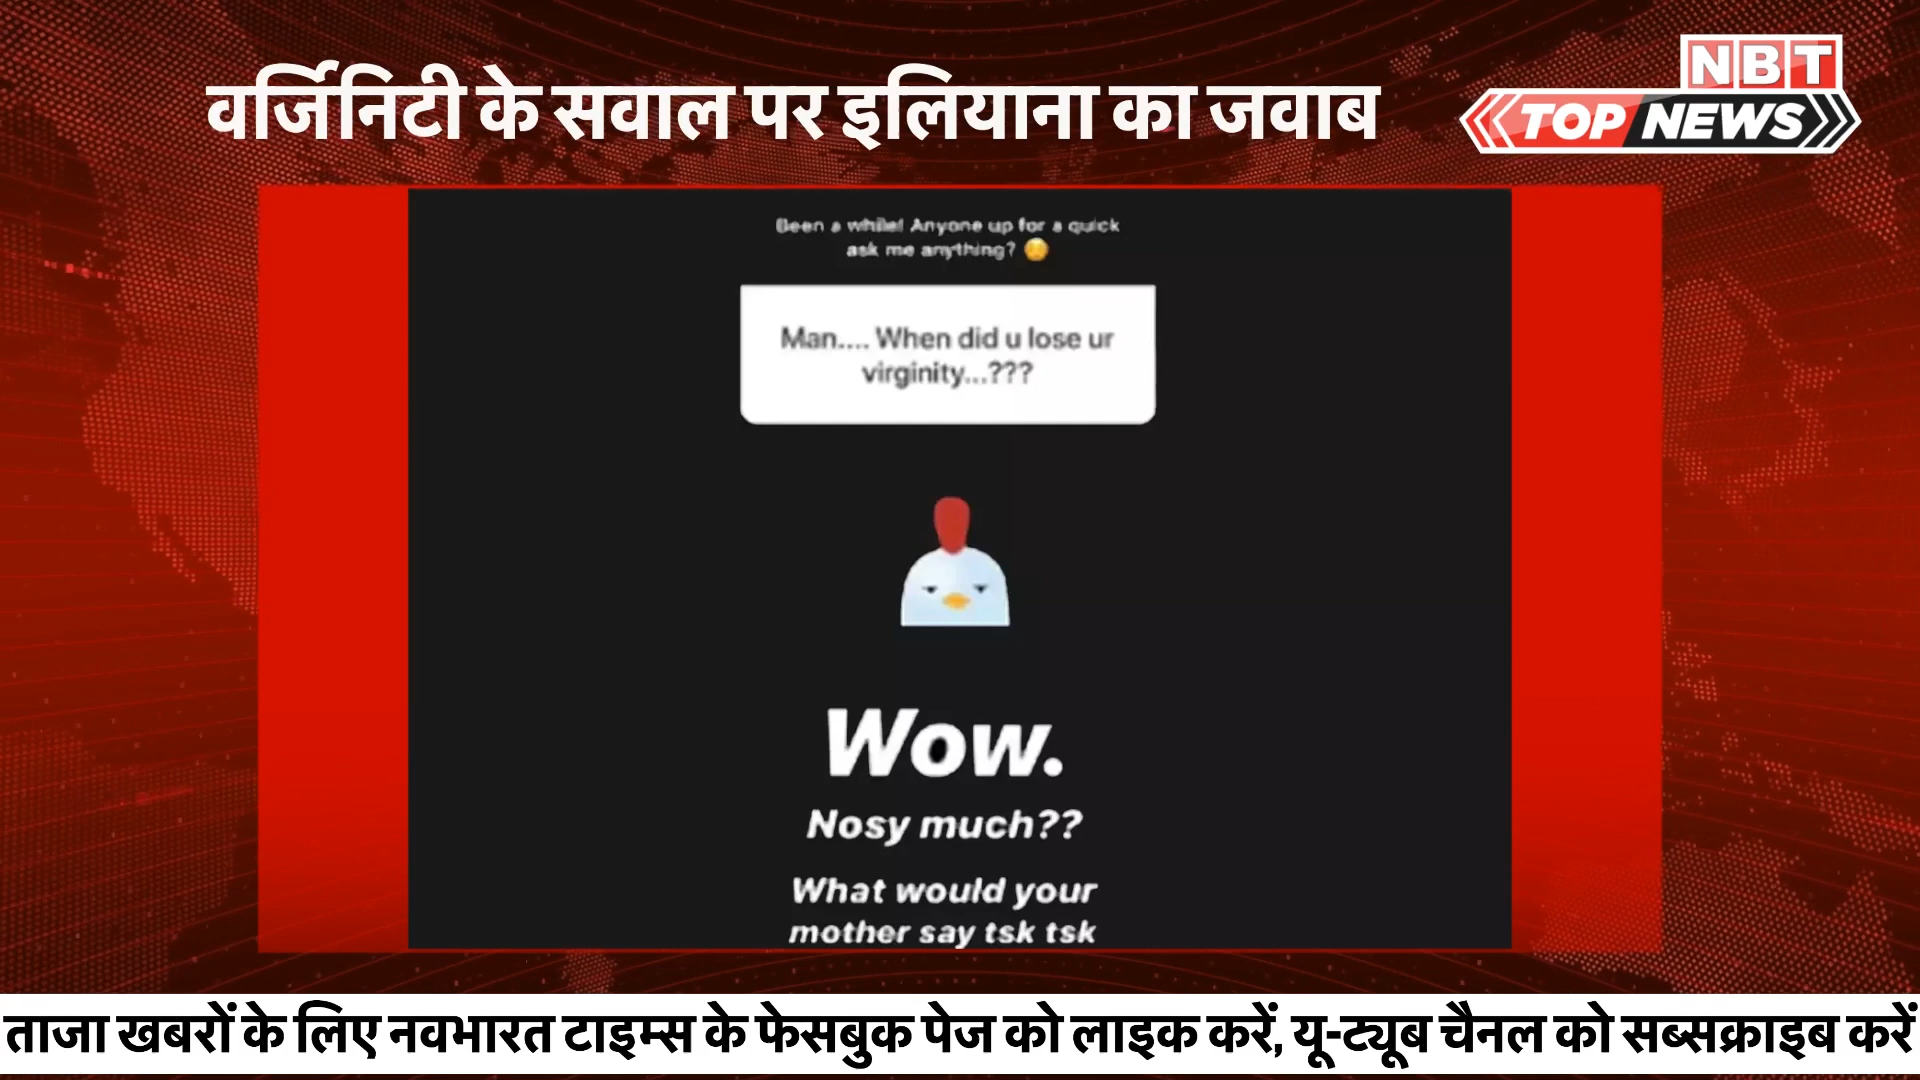 वर्जिनिटी के सवाल पर इलियाना का जवाब
NBT
TOP NEWS
Been a while! Anyone up for a quick
ask me anything?
Man.... When did u lose ur
virginity...???
Wow.
Nosy much??
What would your
mother say tsk tsk
ताजा खबरों के लिए नवभारत टाइम्स के फेसबुक पेज को लाइक करें, यू-ट्यूब चैनल को सब्सक्राइब करें